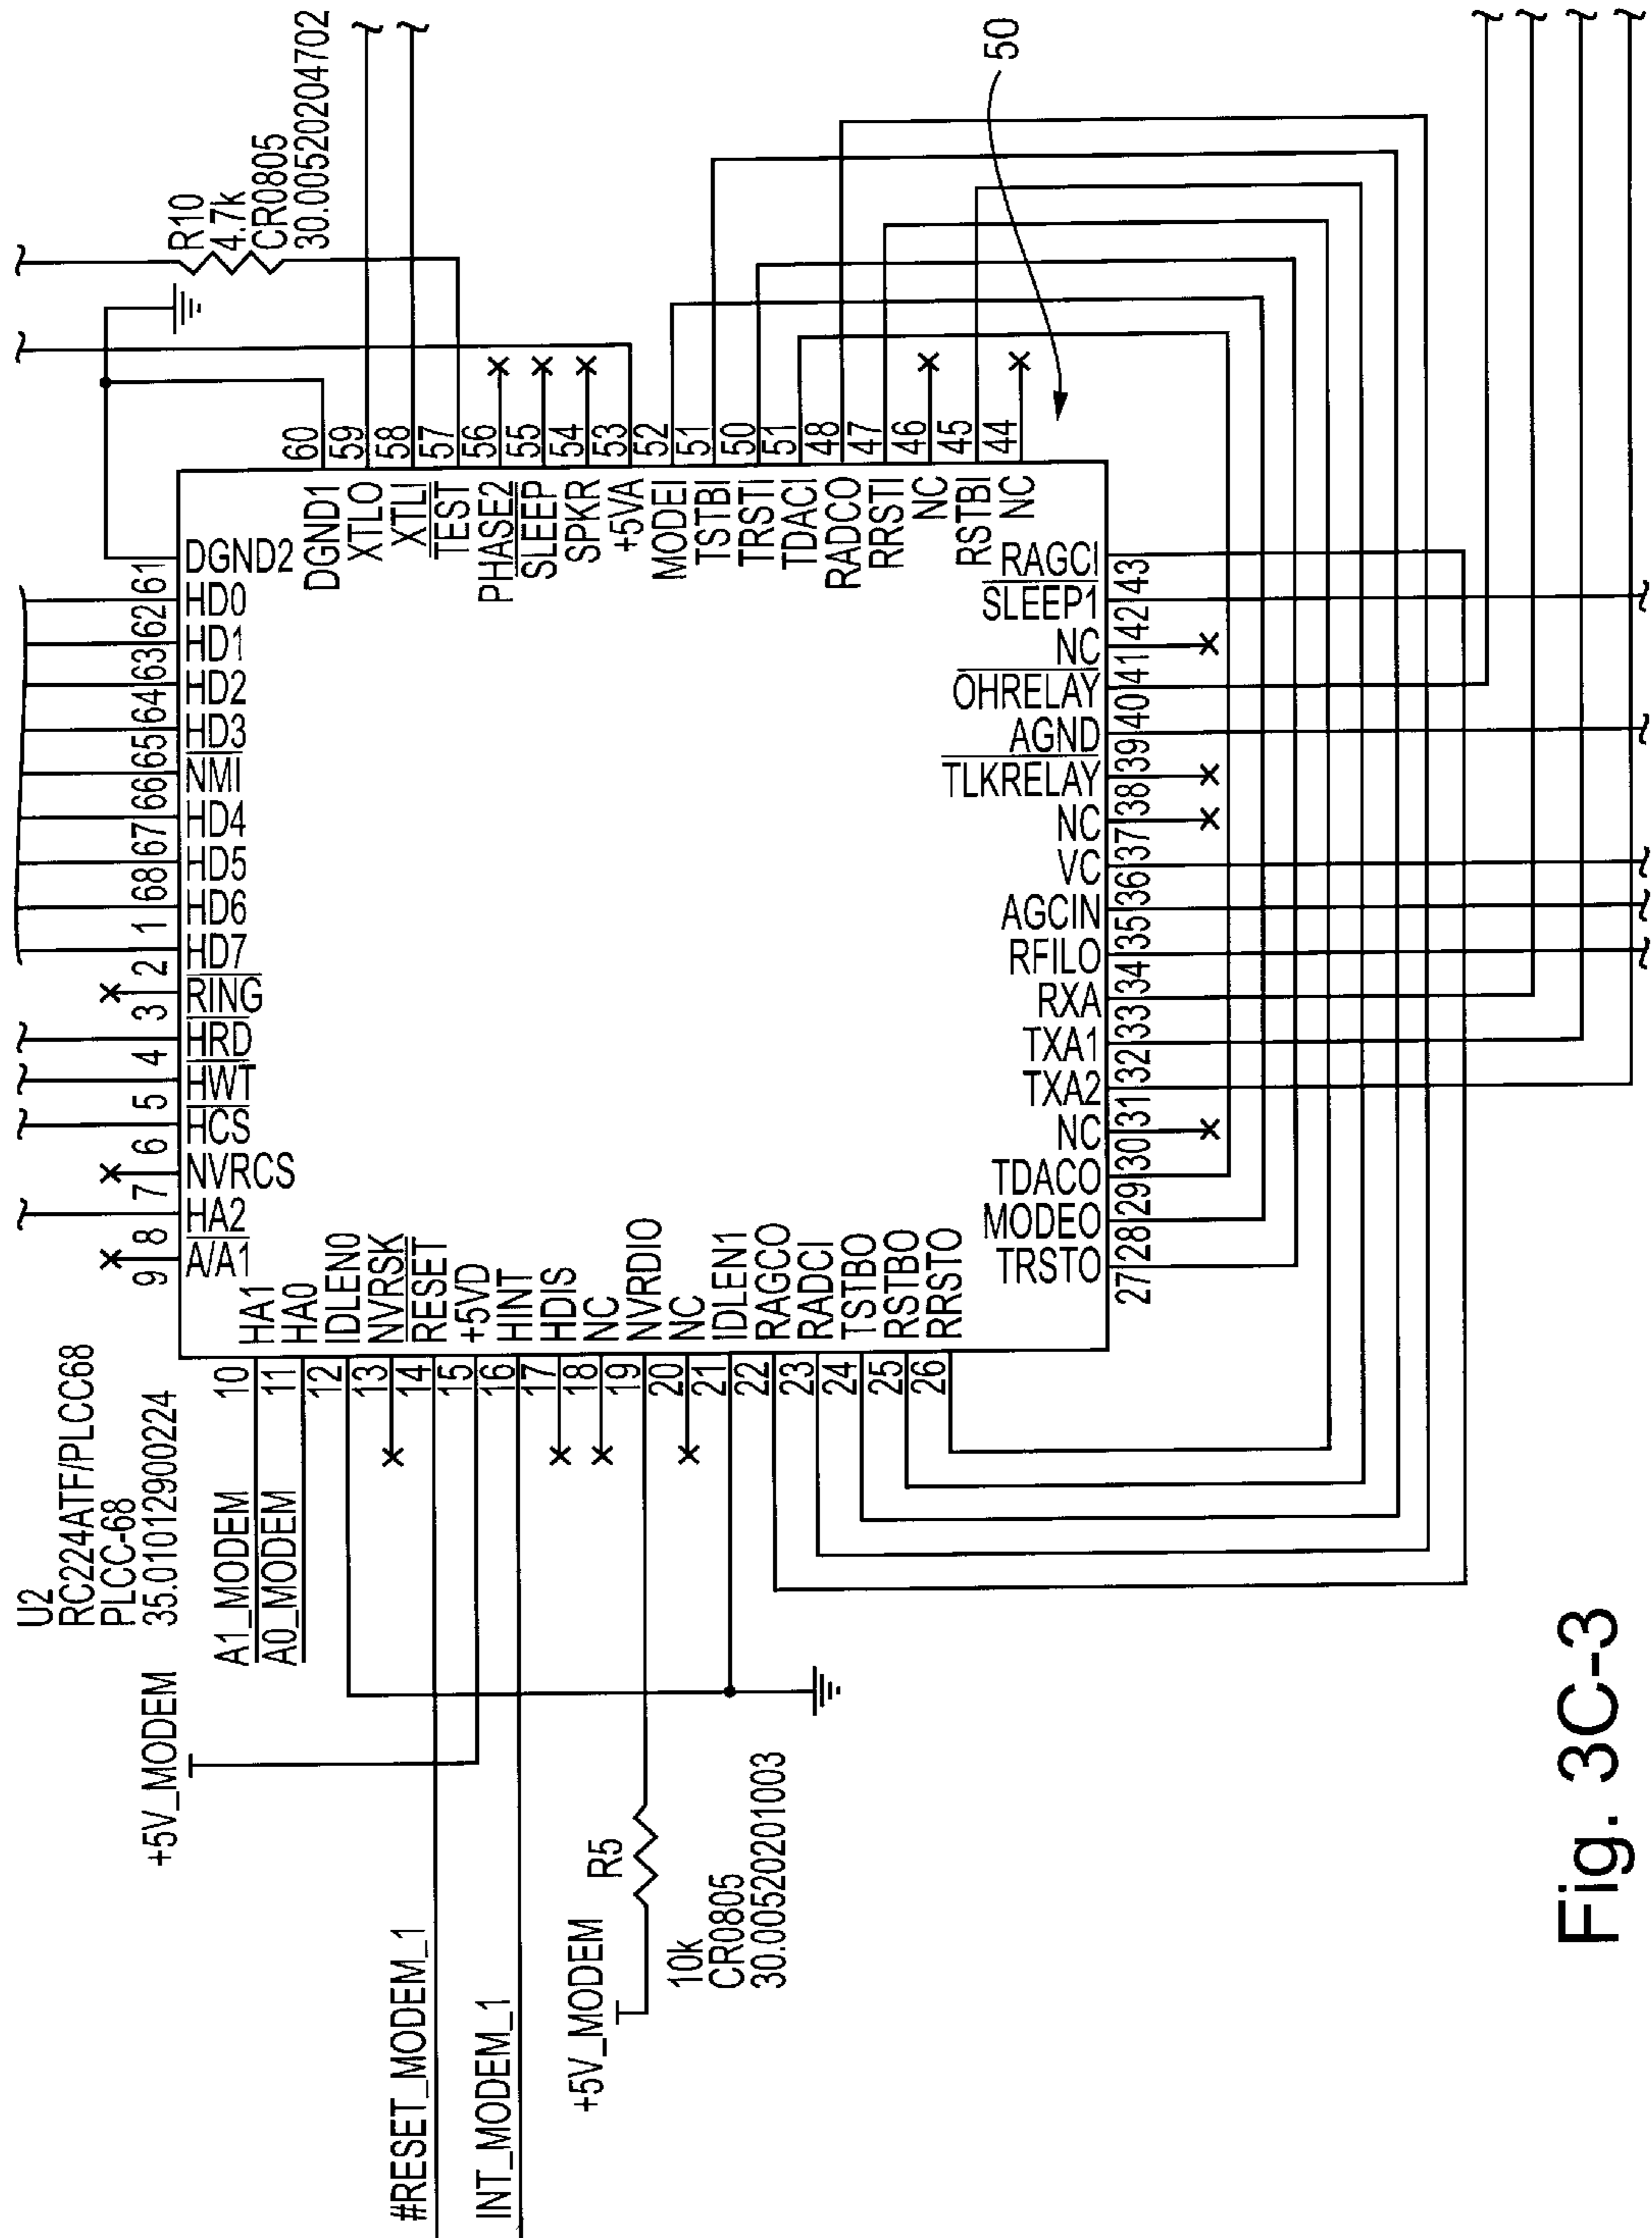 U2
RC224ATF/PLCC68
PLCC-68
35.0101290​0224
+5V_MODEM
A1_MODEM
A0_MODEM
#RESET_MODEM_1
INT_MODEM_1
+5V_MODEM
R5
10k
CR0805
30.00520201003
R10
4.7k
CR0805
30.00520204702
50
61 DGND2
62 HD0
63 HD1
64 HD2
65 HD3
66 NMI
67 HD4
68 HD5
1 HD6
2 HD7
3 RING
4 HRD
5 HWT
6 HCS
7 NVRCS
8 HA2
9 A/A1
10 HA1
11 HA0
12 IDLEN0
13 NVRSK
14 RESET
15 +5VD
16 HINT
17 HDIS
18 NC
19 NVRDIO
20 NC
21 IDLEN1
22 RAGCO
23 RADCI
24 TSTBO
25 RSTBO
26 RRSTO
60 DGND1
59 XTLO
58 XTLI
57 TEST
56 PHASE2
55 SLEEP
54 SPKR
53 +5VA
52 MODEI
51 TSTBI
50 TRSTI
51 TDACI
48 RADCO
47 RRSTI
46 NC
45 RSTBI
44 NC
RAGCI 43
SLEEP1 42
NC 41
OHRELAY 40
AGND 39
TLKRELAY 38
NC 37
VC 36
AGCIN 35
RFILO 34
RXA 33
TXA1 32
TXA2 31
NC 30
TDACO 29
MODEO 28
TRSTO 27
Fig. 3C-3